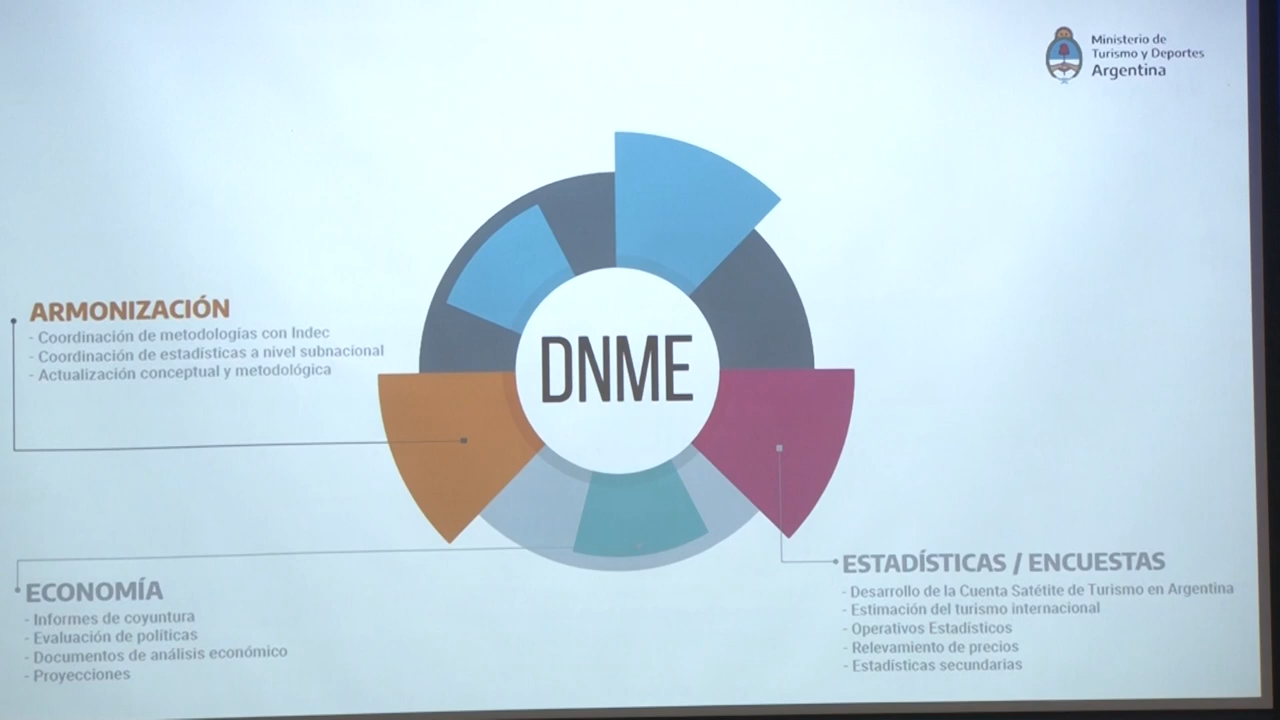 Ministerio de
Turismo y Deportes
Argentina
DNME
ARMONIZACIÓN
- Coordinación de metodologías con Indec
- Coordinación de estadísticas a nivel subnacional
- Actualización conceptual y metodológica
ECONOMÍA
- Informes de coyuntura
- Evaluación de políticas
- Documentos de análisis económico
- Proyecciones
ESTADÍSTICAS / ENCUESTAS
- Desarrollo de la Cuenta Satétite de Turismo en Argentina
- Estimación del turismo internacional
- Operativos Estadísticos
- Relevamiento de precios
- Estadísticas secundarias